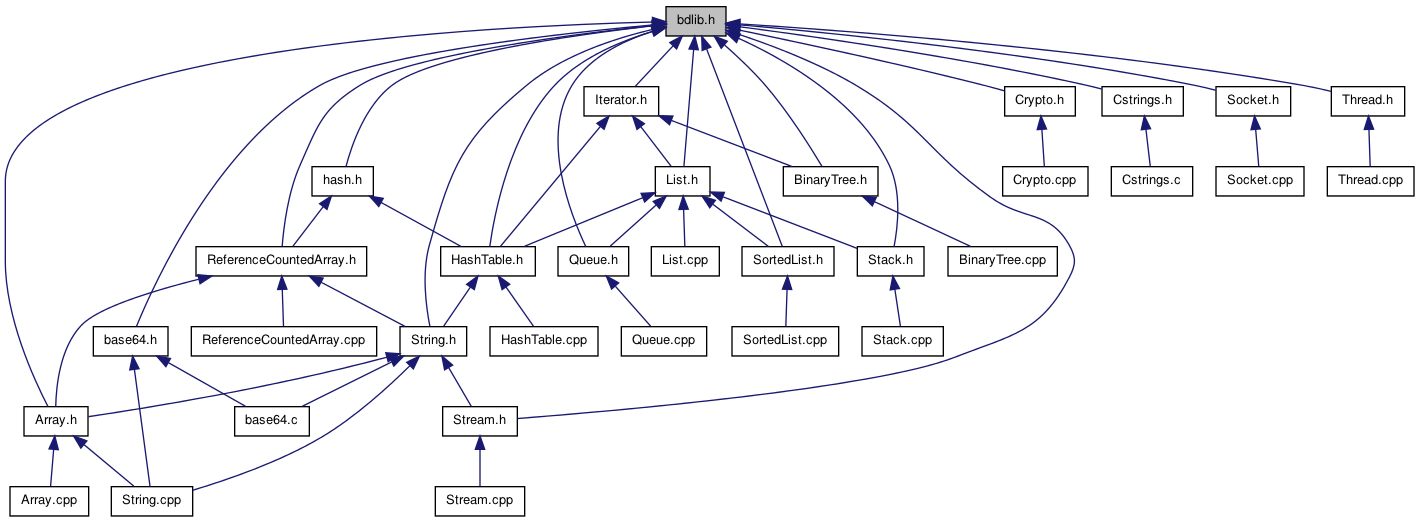 bdlib.h
Iterator.h
Crypto.h
Cstrings.h
Socket.h
Thread.h
hash.h
List.h
BinaryTree.h
Crypto.cpp
Cstrings.c
Socket.cpp
Thread.cpp
ReferenceCountedArray.h
HashTable.h
Queue.h
List.cpp
SortedList.h
Stack.h
BinaryTree.cpp
base64.h
ReferenceCountedArray.cpp
String.h
HashTable.cpp
Queue.cpp
SortedList.cpp
Stack.cpp
Array.h
base64.c
Stream.h
Array.cpp
String.cpp
Stream.cpp